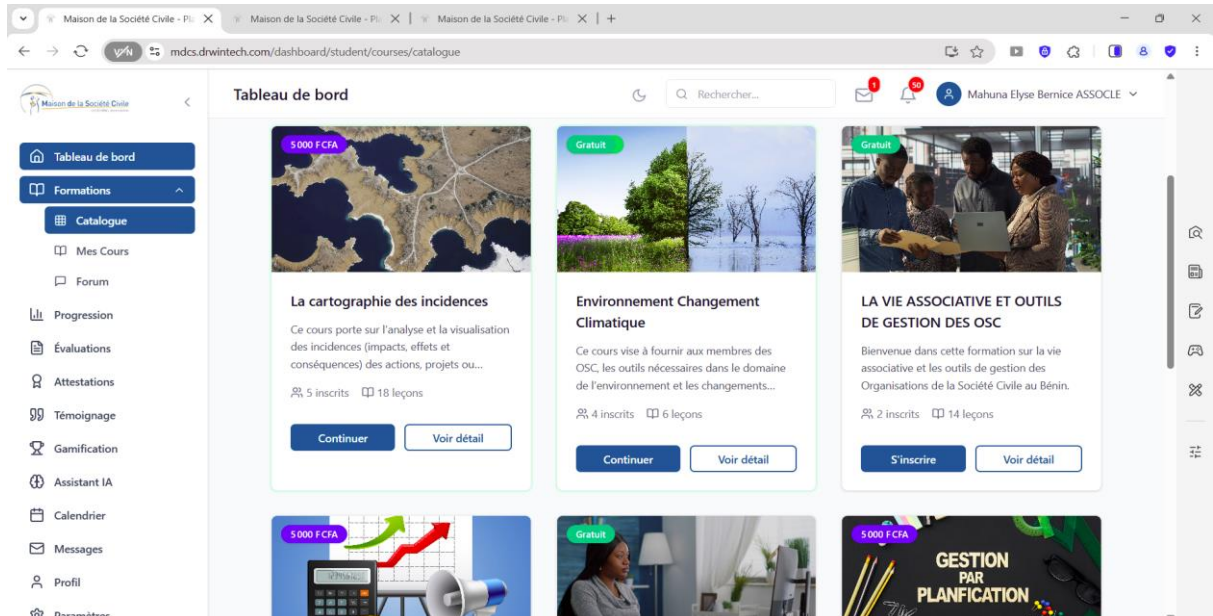 Maison de la Société Civile - Pl
Maison de la Société Civile - Pl
Maison de la Société Civile - Pl
mdcs.drwintech.com/dashboard/student/courses/catalogue
Maison de la Société Civile
Tableau de bord
Rechercher...
1
50
Mahuna Elyse Bernice ASSOCLE
Tableau de bord
Formations
Catalogue
Mes Cours
Forum
Progression
Évaluations
Attestations
Témoignage
Gamification
Assistant IA
Calendrier
Messages
Profil
Paramètres
5 000 FCFA
La cartographie des incidences
Ce cours porte sur l'analyse et la visualisation
des incidences (impacts, effets et
conséquences) des actions, projets ou...
5 inscrits 18 leçons
Continuer Voir détail
Gratuit
Environnement Changement
Climatique
Ce cours vise à fournir aux membres des
OSC, les outils nécessaires dans le domaine
de l'environnement et les changements...
4 inscrits 6 leçons
Continuer Voir détail
Gratuit
LA VIE ASSOCIATIVE ET OUTILS
DE GESTION DES OSC
Bienvenue dans cette formation sur la vie
associative et les outils de gestion des
Organisations de la Société Civile au Bénin.
2 inscrits 14 leçons
S'inscrire Voir détail
5 000 FCFA
Gratuit
5 000 FCFA
GESTION
PAR
PLANFICATION